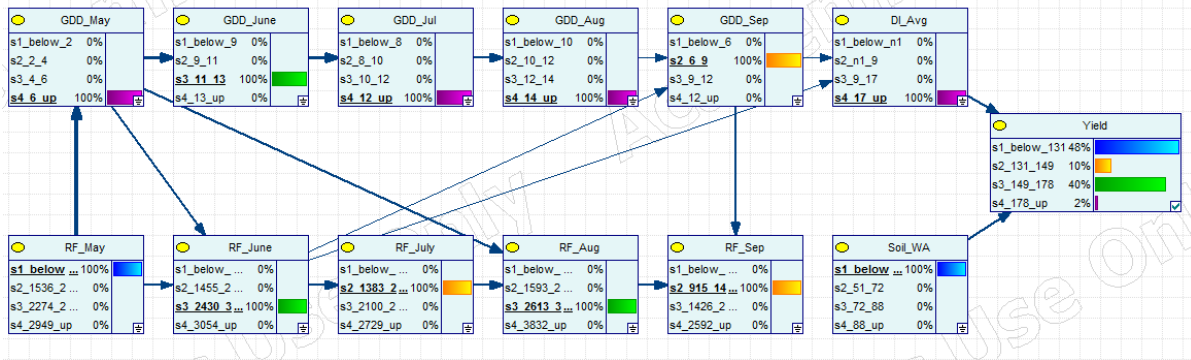 GDD_May
s1_below_2 0%
s2_2_4 0%
s3_4_6 0%
s4_6_up 100%
GDD_June
s1_below_9 0%
s2_9_11 0%
s3_11_13 100%
s4_13_up 0%
GDD_Jul
s1_below_8 0%
s2_8_10 0%
s3_10_12 0%
s4_12_up 100%
GDD_Aug
s1_below_10 0%
s2_10_12 0%
s3_12_14 0%
s4_14_up 100%
GDD_Sep
s1_below_6 0%
s2_6_9 100%
s3_9_12 0%
s4_12_up 0%
DI_Avg
s1_below_n1 0%
s2_n1_9 0%
s3_9_17 0%
s4_17_up 100%
Yield
s1_below_131 48%
s2_131_149 10%
s3_149_178 40%
s4_178_up 2%
RF_May
s1_below ... 100%
s2_1536_2 ... 0%
s3_2274_2 ... 0%
s4_2949_up 0%
RF_June
s1_below_ ... 0%
s2_1455_2 ... 0%
s3_2430_3 ... 100%
s4_3054_up 0%
RF_July
s1_below_ ... 0%
s2_1383_2 ... 100%
s3_2100_2 ... 0%
s4_2729_up 0%
RF_Aug
s1_below_ ... 0%
s2_1593_2 ... 0%
s3_2613_3 ... 100%
s4_3832_up 0%
RF_Sep
s1_below_ ... 0%
s2_915_14 ... 100%
s3_1426_2 ... 0%
s4_2592_up 0%
Soil_WA
s1_below ... 100%
s2_51_72 0%
s3_72_88 0%
s4_88_up 0%